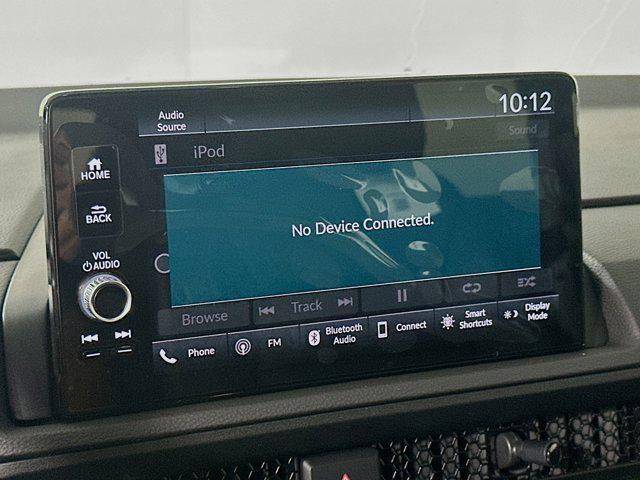 Audio
Source
10:12
iPod
Sound
HOME
BACK
VOL
AUDIO
No Device Connected.
Browse
Track
Phone
FM
Bluetooth
Audio
Connect
Smart
Shortcuts
Display
Mode